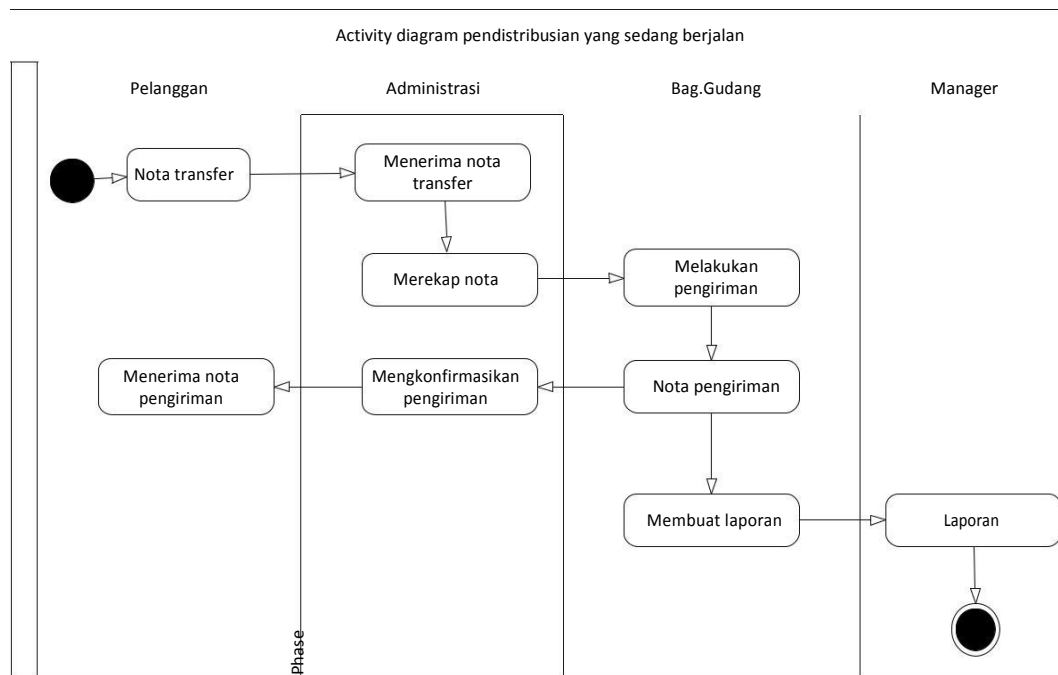 Activity diagram pendistribusian yang sedang berjalan
Pelanggan
Administrasi
Bag.Gudang
Manager
Nota transfer
Menerima nota
transfer
Merekap nota
Melakukan
pengiriman
Menerima nota
pengiriman
Mengkonfirmasikan
pengiriman
Nota pengiriman
Membuat laporan
Laporan
Phase